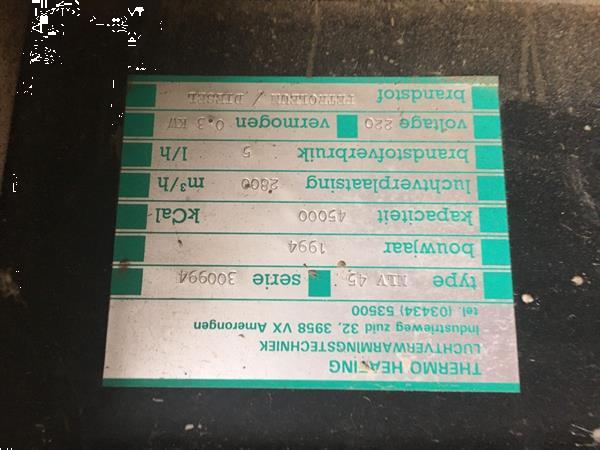 THERMO HEATING
LUCHTVERWARMINGSTECHNIEK
Industrieweg zuid 32, 3958 VX Amerongen
tel. (03434) 53500
type 45 serie 300994
bouwjaar 1994
kapaciteit 45000 kCal
luchtverplaatsing 2800 m³/h
brandstofverbruik 5 l/h
voltage 220 vermogen 0.3 KW
brandstof PETROLEUM / DIESEL